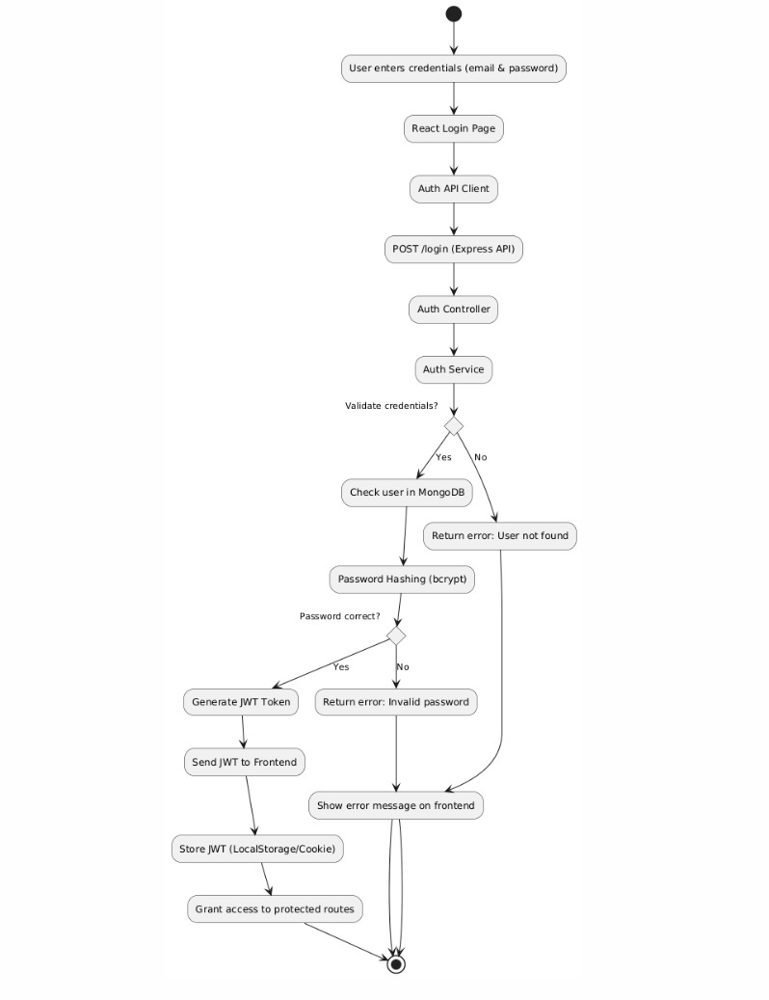 User enters credentials (email & password)
React Login Page
Auth API Client
POST /login (Express API)
Auth Controller
Auth Service
Validate credentials?
Yes
No
Check user in MongoDB
Return error: User not found
Password Hashing (bcrypt)
Password correct?
Yes
No
Generate JWT Token
Return error: Invalid password
Send JWT to Frontend
Show error message on frontend
Store JWT (LocalStorage/Cookie)
Grant access to protected routes